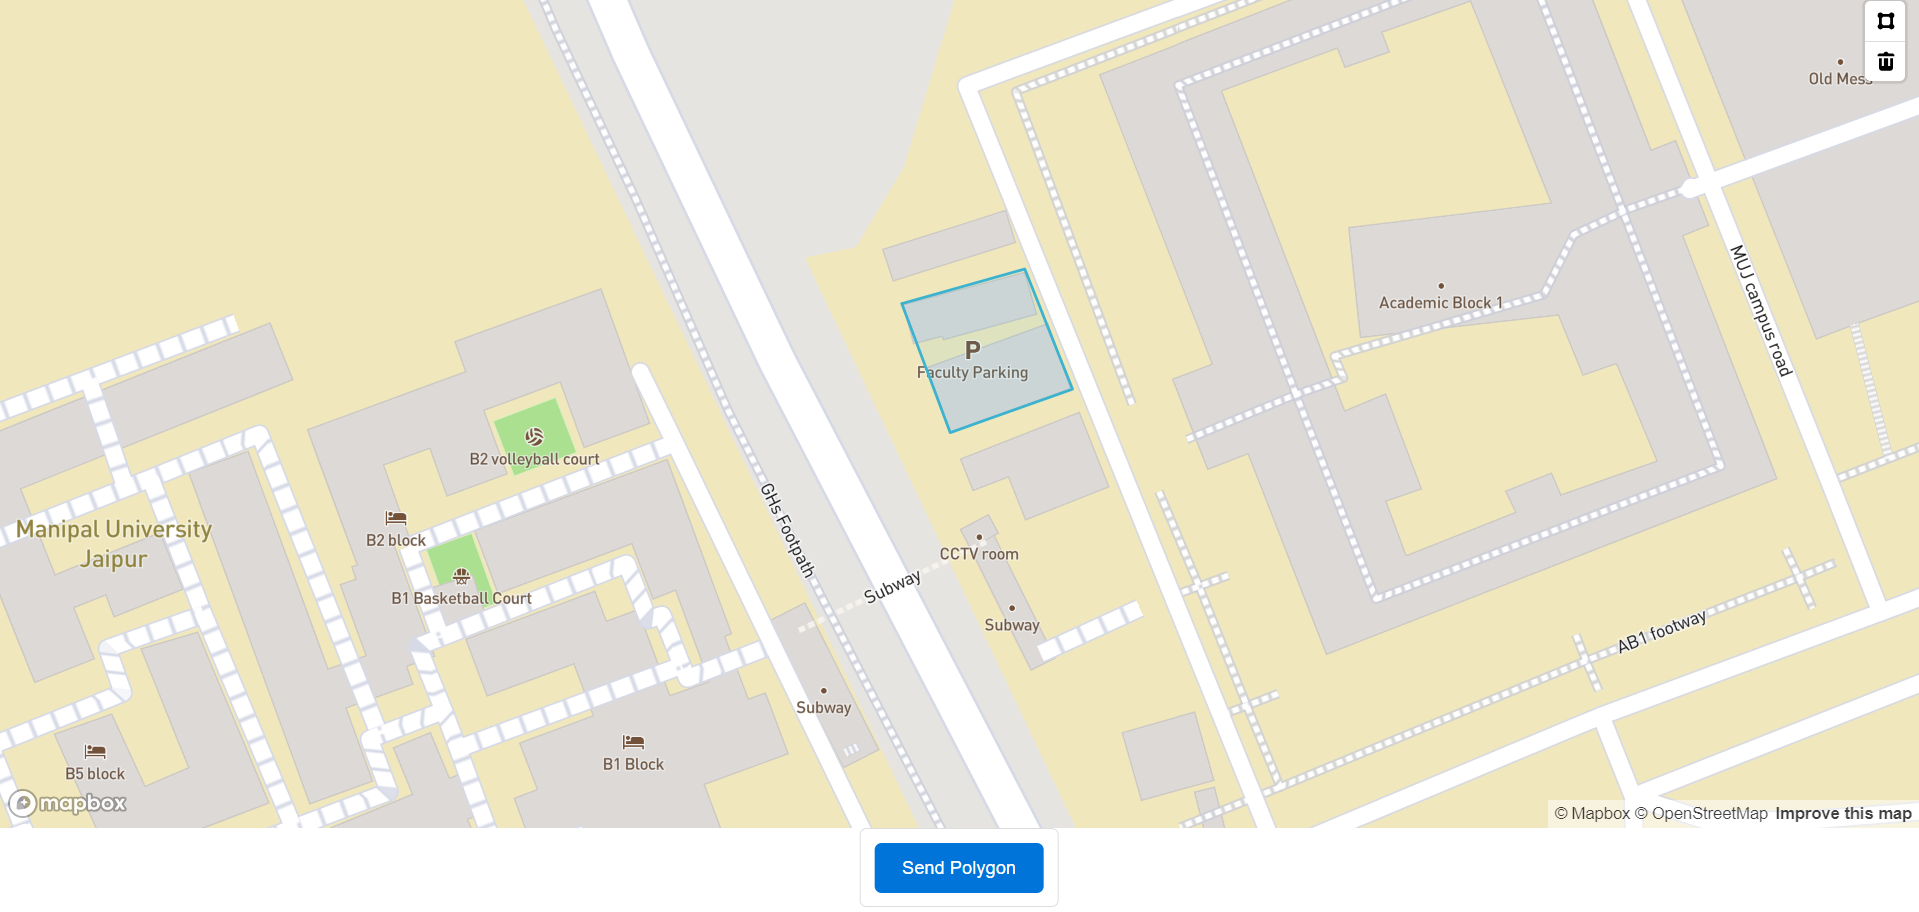 Old Mess
MUJ campus road
Academic Block 1
P
Faculty Parking
B2 volleyball court
GHs Footpath
Manipal University
Jaipur
B2 block
CCTV room
Subway
B1 Basketball Court
Subway
AB1 footway
Subway
B1 Block
B5 block
mapbox
© Mapbox © OpenStreetMap Improve this map
Send Polygon